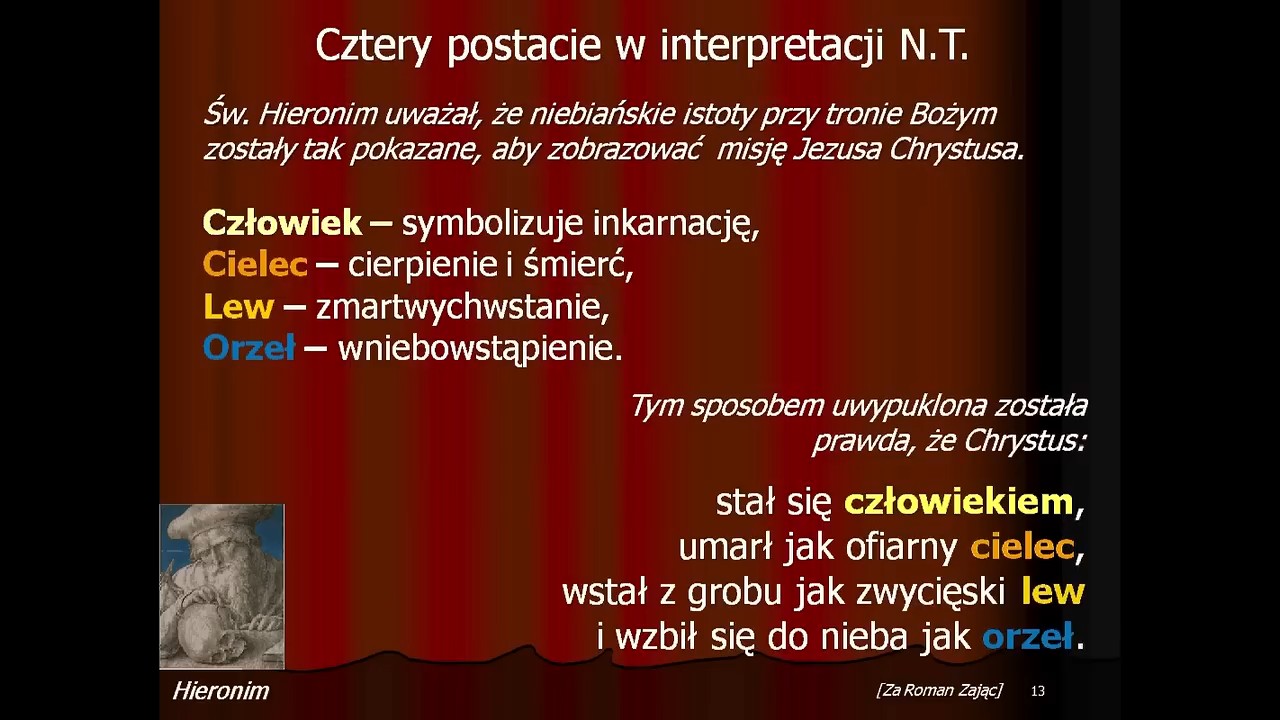 Cztery postacie w interpretacji N.T.
Św. Hieronim uważał, że niebiańskie istoty przy tronie Bożym
zostały tak pokazane, aby zobrazować misję Jezusa Chrystusa.
Człowiek – symbolizuje inkarnację,
Cielec – cierpienie i śmierć,
Lew – zmartwychwstanie,
Orzeł – wniebowstąpienie.
Tym sposobem uwypuklona została
prawda, że Chrystus:
stał się człowiekiem,
umarł jak ofiarny cielec,
wstał z grobu jak zwycięski lew
i wzbił się do nieba jak orzeł.
Hieronim
[Za Roman Zając]
13